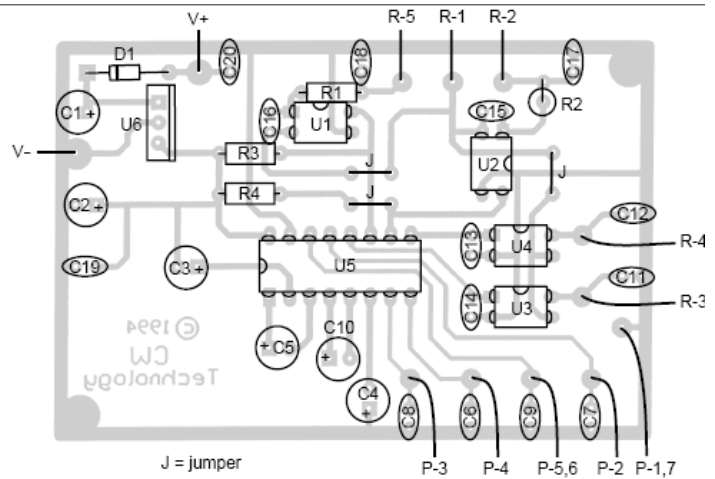 V+
R-5
R-1
R-2
D1
C20
C18
C17
C1 +
U6
C16
R1
U1
C15
R2
V–
R3
U2
J
J
R4
J
C2 +
C12
C13
U4
R-4
C19
C3 +
U5
C11
C14
U3
R-3
© 1994
CW
Technology
+ C5
C10
+
C4
+
C8
C6
C9
C7
J = jumper
P-3
P-4
P-5,6
P-2
P-1,7